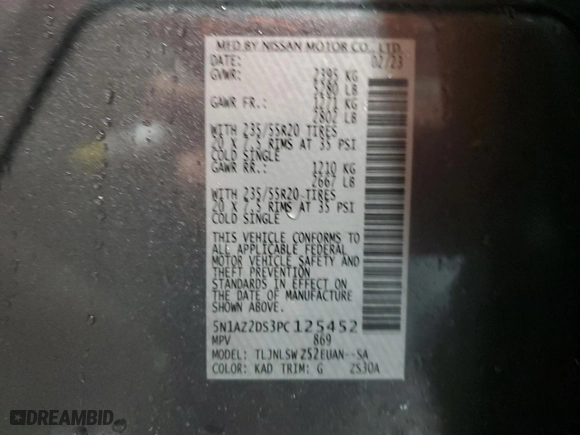 MFD.BY NISSAN MOTOR CO., LTD.
DATE: 02/23
GVWR: 2395 KG
5280 LB
GAWR FR.: 1271 KG
2802 LB
WITH 235/55R20 TIRES
20 X 7.5 RIMS AT 35 PSI
COLD SINGLE
GAWR RR.: 1210 KG
2667 LB
WITH 235/55R20 TIRES
20 X 7.5 RIMS AT 35 PSI
COLD SINGLE
THIS VEHICLE CONFORMS TO
ALL APPLICABLE FEDERAL
MOTOR VEHICLE SAFETY AND
THEFT PREVENTION
STANDARDS IN EFFECT ON
THE DATE OF MANUFACTURE
SHOWN ABOVE.
5N1AZ2DS3PC125452
MPV 869
MODEL: TLJNLSWZS2EUAN--SA
COLOR: KAD TRIM: G 2S30A
DREAMBID.com